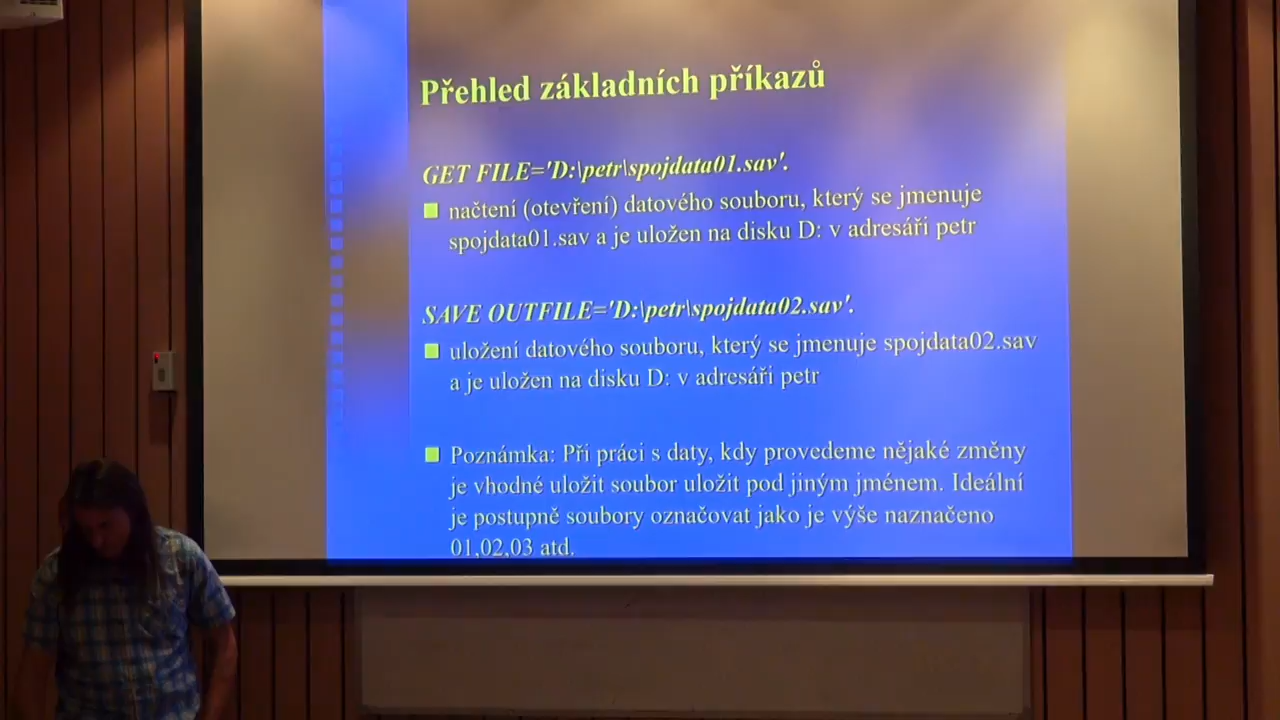 Přehled základních příkazů
GET FILE='D:\petr\spojdata01.sav'.
načtení (otevření) datového souboru, který se jmenuje
spojdata01.sav a je uložen na disku D: v adresáři petr
SAVE OUTFILE='D:\petr\spojdata02.sav'.
uložení datového souboru, který se jmenuje spojdata02.sav
a je uložen na disku D: v adresáři petr
Poznámka: Při práci s daty, kdy provedeme nějaké změny
je vhodné uložit soubor uložit pod jiným jménem. Ideální
je postupně soubory označovat jako je výše naznačeno
01,02,03 atd.